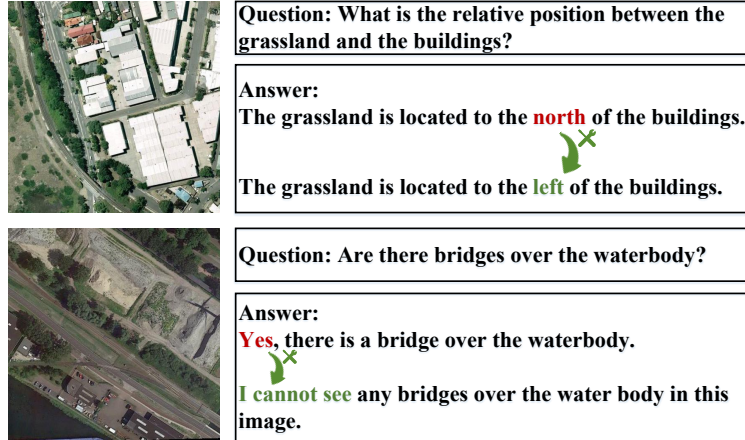 Question: What is the relative position between the
grassland and the buildings?
Answer:
The grassland is located to the north of the buildings.
The grassland is located to the left of the buildings.
Question: Are there bridges over the waterbody?
Answer:
Yes, there is a bridge over the waterbody.
I cannot see any bridges over the water body in this
image.